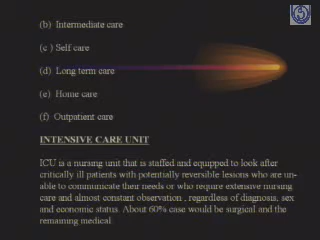 (b) Intermediate care
(c ) Self care
(d) Long term care
(e) Home care
(f) Outpatient care
INTENSIVE CARE UNIT
ICU is a nursing unit that is staffed and equipped to look after
critically ill patients with potentially reversible lesions who are un-
able to communicate their needs or who require extensive nursing
care and almost constant observation , regardless of diagnosis, sex
and economic status. About 60% case would be surgical and the
remaining medical